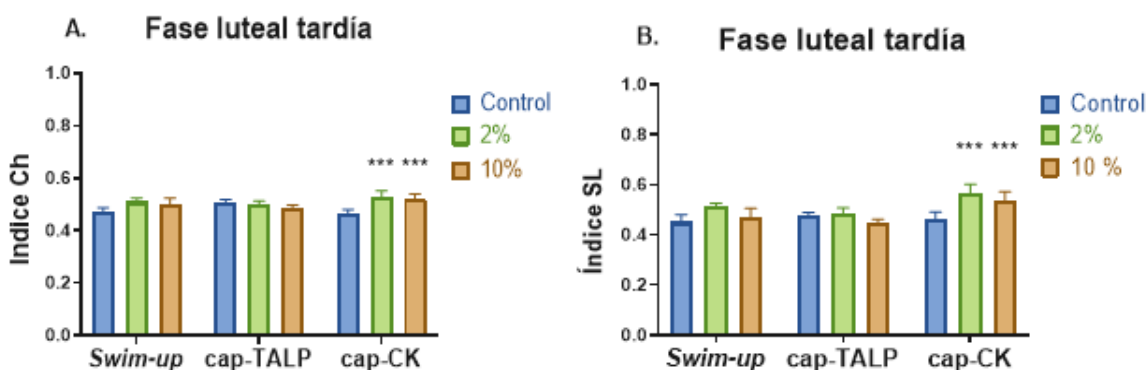 A. Fase luteal tardía
Indice Ch
1.0
0.8
0.6
0.4
0.2
0.0
Control
2%
10%
*** ***
Swim-up cap-TALP cap-CK
B. Fase luteal tardía
Índice SL
1.0
0.8
0.6
0.4
0.2
0.0
Control
2%
10 %
*** ***
Swim-up cap-TALP cap-CK